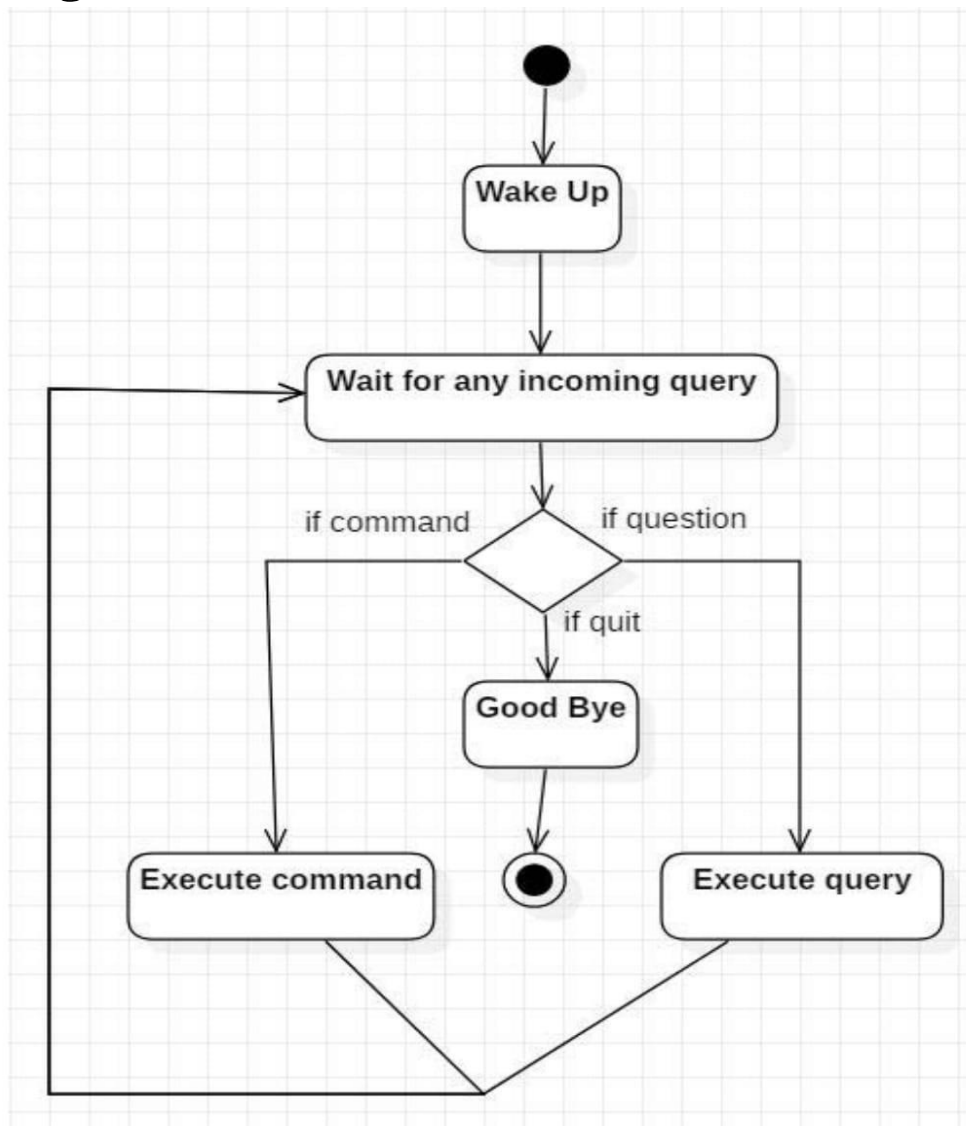 Wake Up
Wait for any incoming query
if command
if question
if quit
Good Bye
Execute command
Execute query